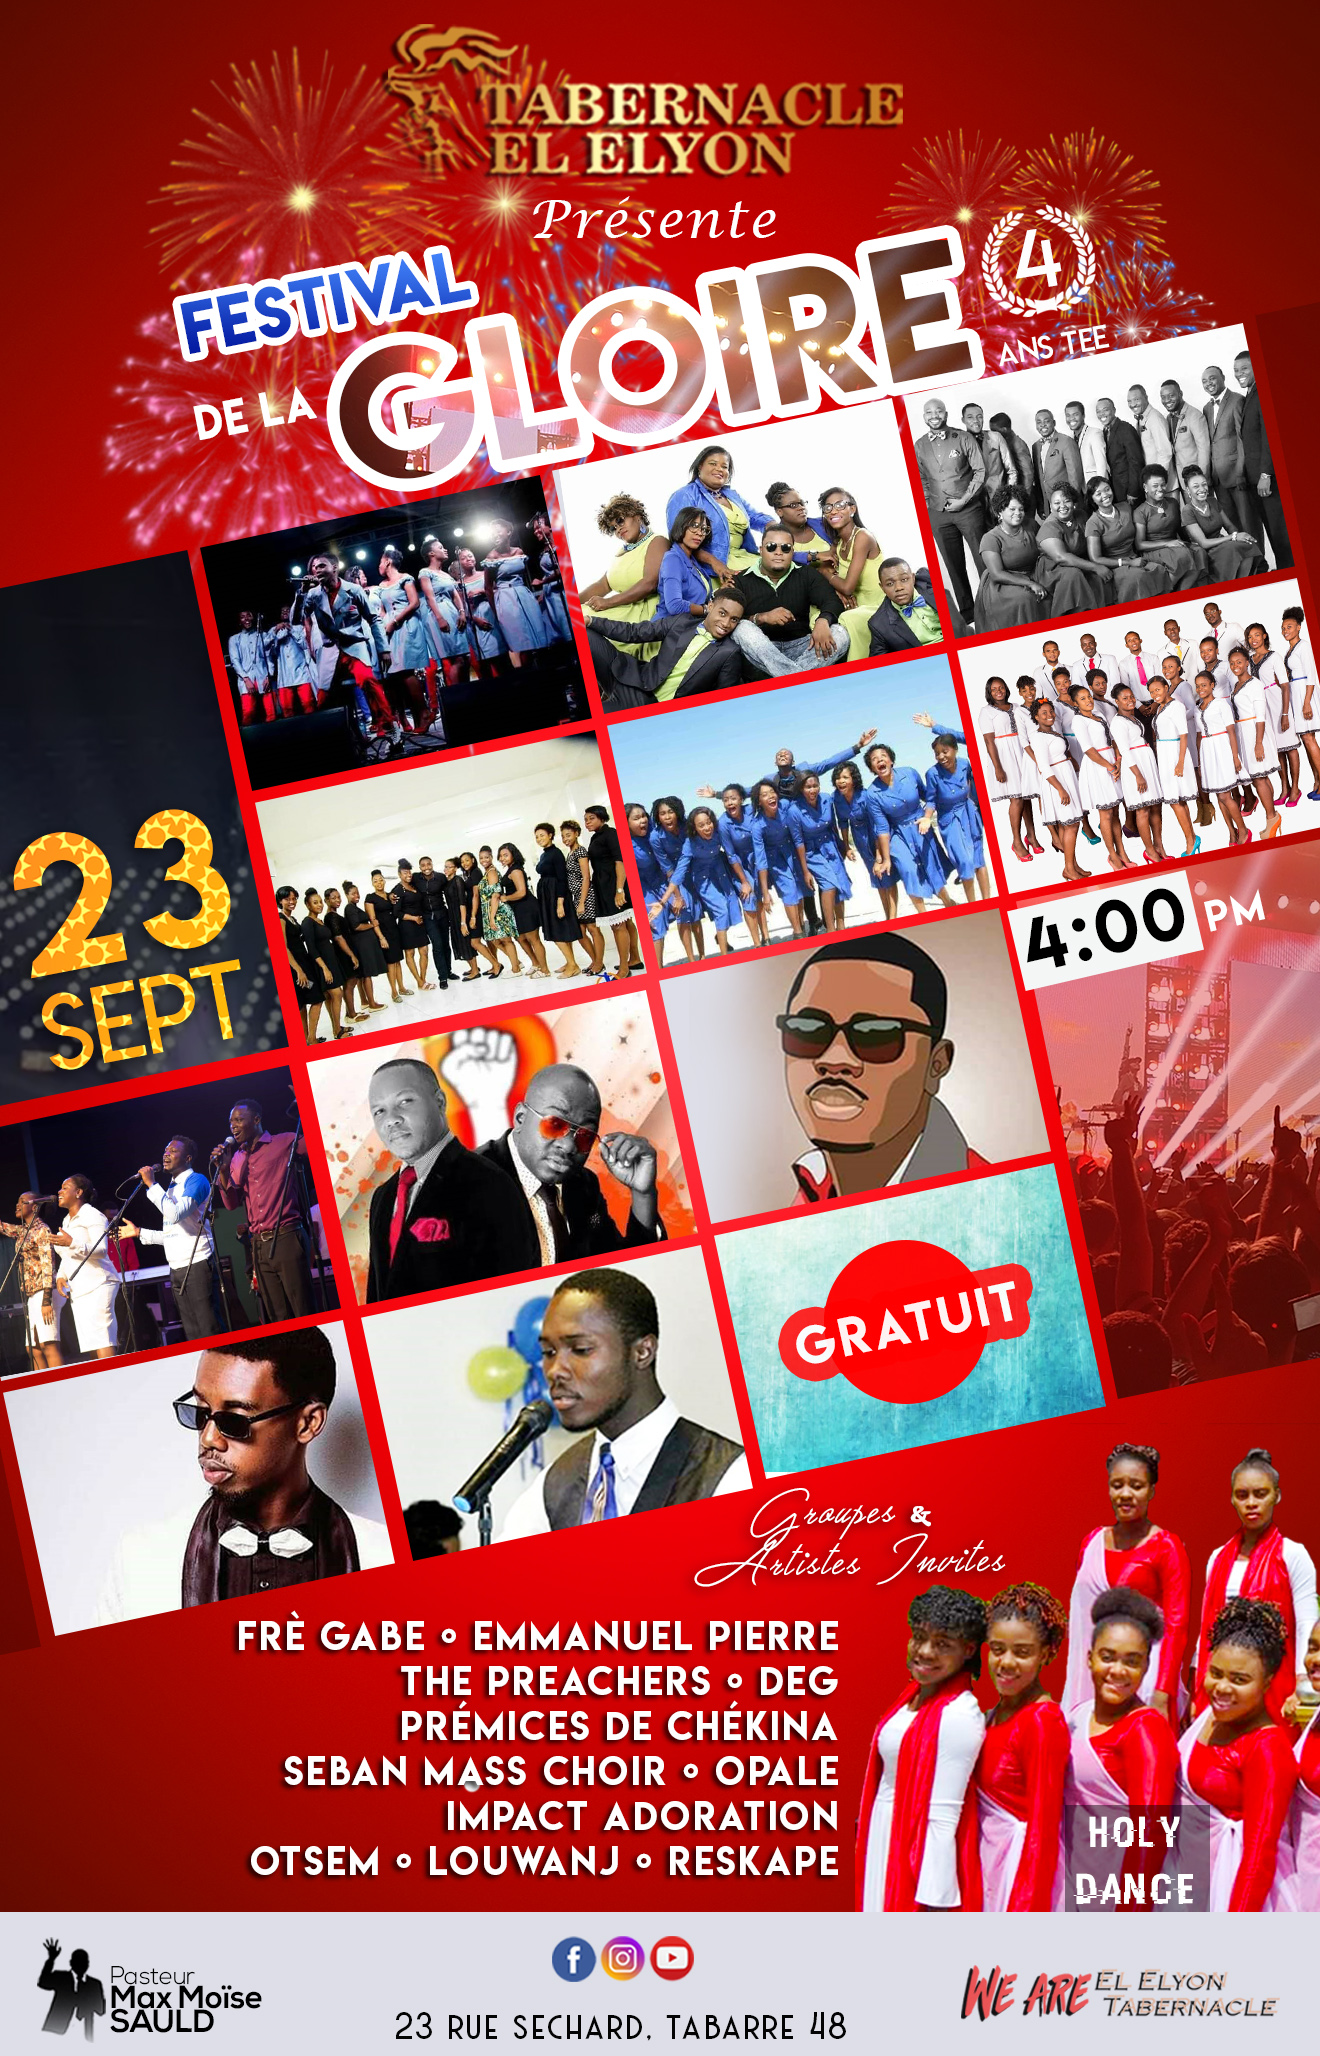 TABERNACLE
EL ELYON
Présente
FESTIVAL
DE LA GLOIRE
4
ANS TEE
23
SEPT
4:00 PM
GRATUIT
Groupes &
Artistes Invites
FRÈ GABE ∘ EMMANUEL PIERRE
THE PREACHERS ∘ DEG
PRÉMICES DE CHÉKINA
SEBAN MASS CHOIR ∘ OPALE
IMPACT ADORATION
OTSEM ∘ LOUWANJ ∘ RESKAPE
HOLY
DANCE
Pasteur
Max Moïse
SAULD
23 RUE SECHARD, TABARRE 48
WE ARE EL ELYON
TABERNACLE